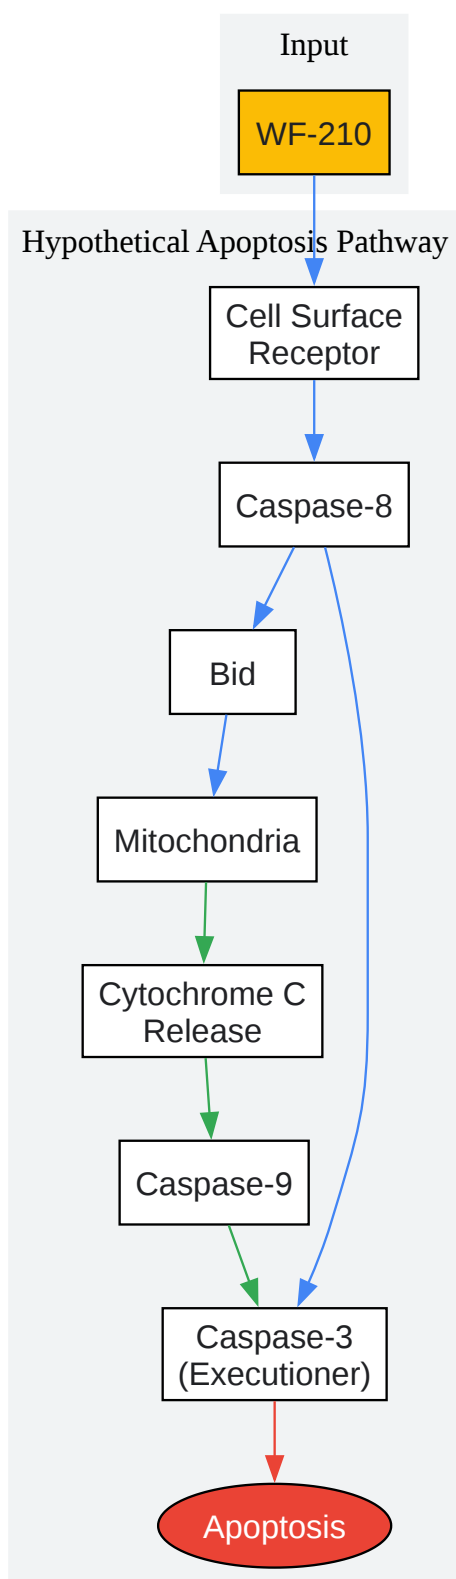 Input
WF-210
Hypothetical Apoptosis Pathway
Cell Surface
Receptor
Caspase-8
Bid
Mitochondria
Cytochrome C
Release
Caspase-9
Caspase-3
(Executioner)
Apoptosis